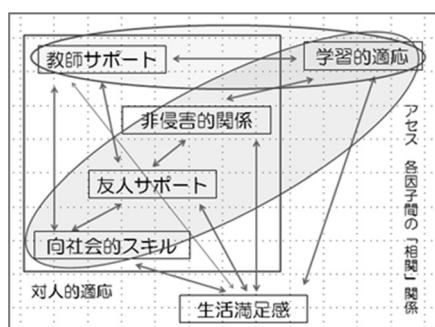 教師サポート
学習的適応
非侵害的関係
友人サポート
向社会的スキル
対人的適応
生活満足感
アセス 各因子間の「相関」関係